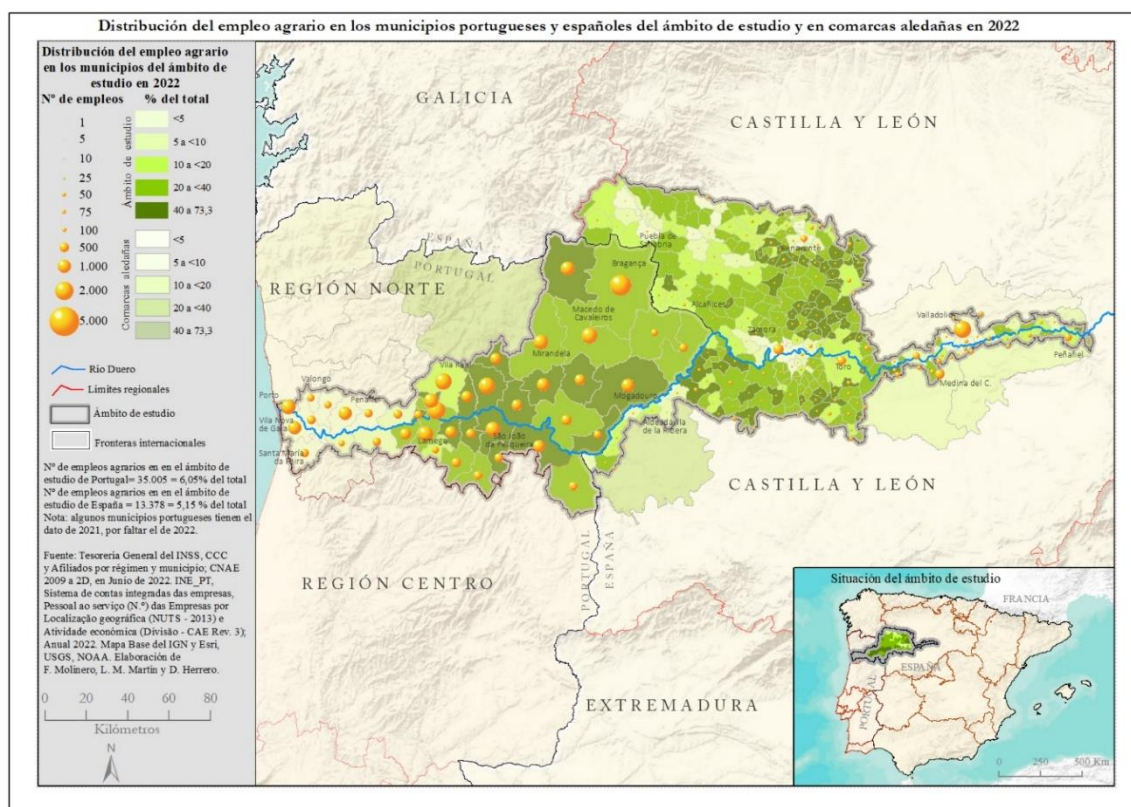 Distribución del empleo agrario en los municipios portugueses y españoles del ámbito de estudio y en comarcas aledañas en 2022
Distribución del empleo agrario
en los municipios del ámbito de
estudio en 2022
Nº de empleos
% del total
1
5
10
25
50
75
100
500
1.000
2.000
5.000
Ámbito de estudio
<5
5 a <10
10 a <20
20 a <40
40 a 73,3
Comarcas aledañas
<5
5 a <10
10 a <20
20 a <40
40 a 73,3
Río Duero
Límites regionales
Ámbito de estudio
Fronteras internacionales
Nº de empleos agrarios en en el ámbito de
estudio de Portugal= 35.005 = 6,05% del total
Nº de empleos agrarios en en el ámbito de
estudio de España = 13.378 = 5,15 % del total
Nota: algunos municipios portugueses tienen el
dato de 2021, por faltar el de 2022.
Fuente: Tesorería General del INSS, CCC
y Afiliados por régimen y municipio; CNAE
2009 a 2D, en Junio de 2022. INE_PT,
Sistema de contas integradas das empresas,
Pessoal ao serviço (N.º) das Empresas por
Localização geográfica (NUTS - 2013) e
Atividade económica (Divisão - CAE Rev. 3);
Anual 2022. Mapa Base del IGN y Esri,
USGS, NOAA. Elaboración de
F. Molinero, L. M. Martín y D. Herrero.
0 20 40 60 80
Kilómetros
N
GALICIA
CASTILLA Y LEÓN
ESPAÑA
PORTUGAL
REGIÓN NORTE
Puebla de
Sanabria
Benavente
Bragança
Alcañices
Macedo de
Cavaleiros
Mirandela
Zamora
Toro
Valladolid
Peñafiel
Medina del C.
Vila Real
Valongo
Porto
Penafiel
Vila Nova
de Gaia
Mogadouro
Lamego
São João
da Pesqueira
Aldeadávila
de la Ribera
Santa María
da Feira
CASTILLA Y LEÓN
REGIÓN CENTRO
PORTUGAL
ESPAÑA
EXTREMADURA
Situación del ámbito de estudio
FRANCIA
ESPAÑA
PORTUGAL
0 250 500 Km